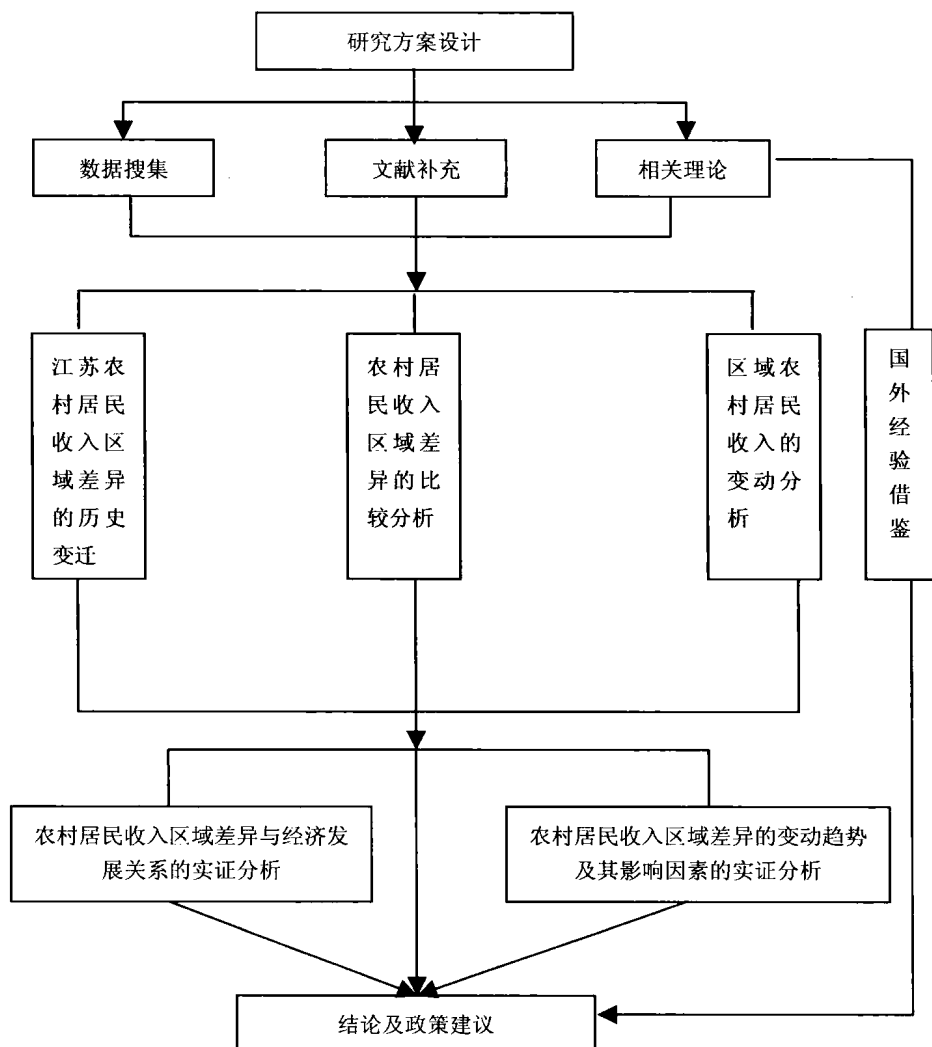 研究方案设计
数据搜集
文献补充
相关理论
江苏农
村居民
收入区
域差异
的历史
变迁
农村居
民收入
区域差
异的比
较分析
区域农
村居民
收入的
变动分
析
国
外
经
验
借
鉴
农村居民收入区域差异与经济发
展关系的实证分析
农村居民收入区域差异的变动趋势
及其影响因素的实证分析
结论及政策建议